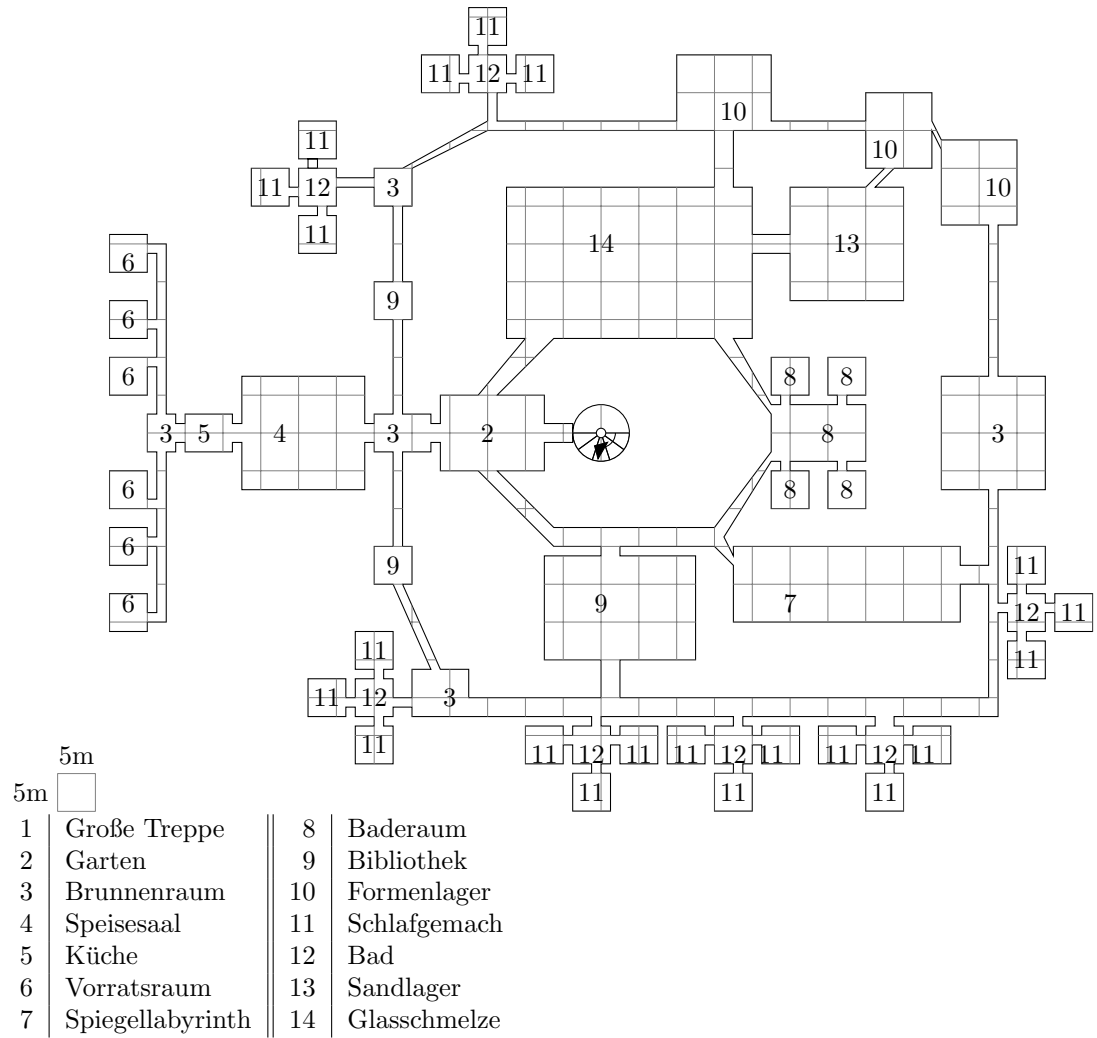 11
11 12 11
10
11
10
11 12 3
10
11
14 13
6
9
6
6 8 8
3 5 4 3 2 8 3
6 8 8
6
9 11
6 9 7 12 11
11 11
11 12 3
11 11 12 11 11 12 11 11 12 11
5m
5m 11 11 11
1 Große Treppe 8 Baderaum
2 Garten 9 Bibliothek
3 Brunnenraum 10 Formenlager
4 Speisesaal 11 Schlafgemach
5 Küche 12 Bad
6 Vorratsraum 13 Sandlager
7 Spiegellabyrinth 14 Glasschmelze